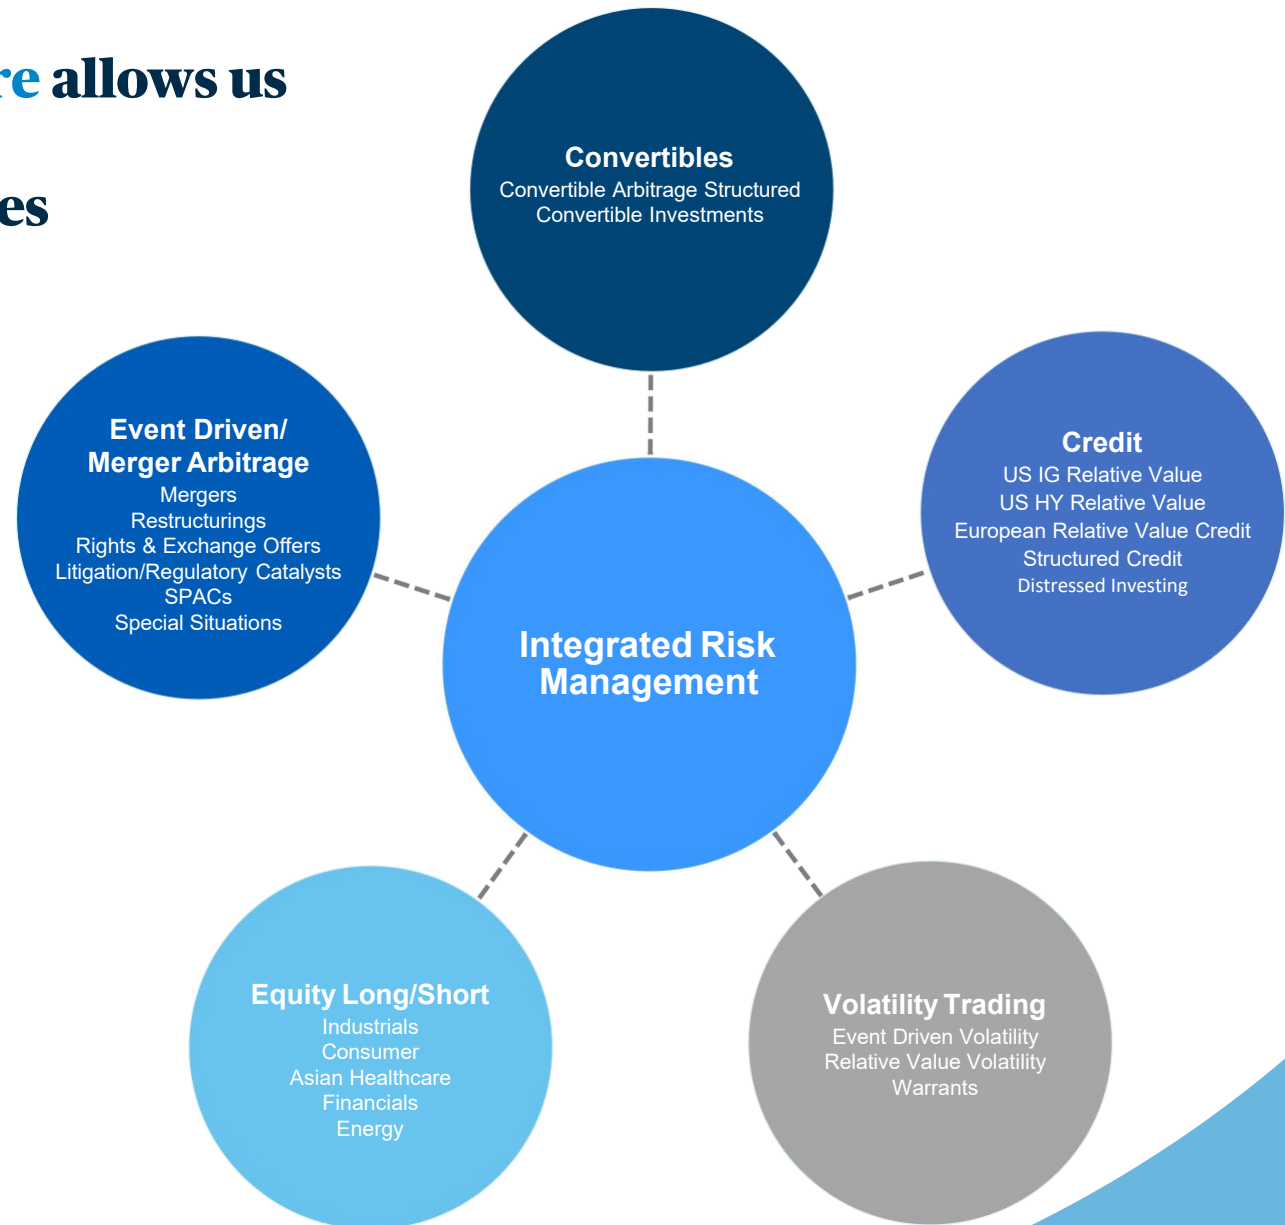 re allows us
es
Convertibles
Convertible Arbitrage Structured
Convertible Investments
Event Driven/
Merger Arbitrage
Mergers
Restructurings
Rights & Exchange Offers
Litigation/Regulatory Catalysts
SPACs
Special Situations
Credit
US IG Relative Value
US HY Relative Value
European Relative Value Credit
Structured Credit
Distressed Investing
Integrated Risk
Management
Equity Long/Short
Industrials
Consumer
Asian Healthcare
Financials
Energy
Volatility Trading
Event Driven Volatility
Relative Value Volatility
Warrants